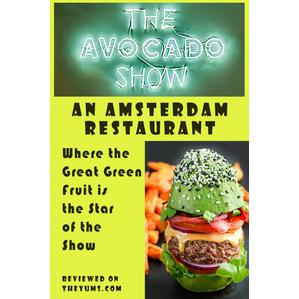 THE
AVOCADO
SHOW
AN AMSTERDAM
RESTAURANT
Where the
Great Green
Fruit is
the Star
of the
Show
REVIEWED ON
THEYUMS.COM